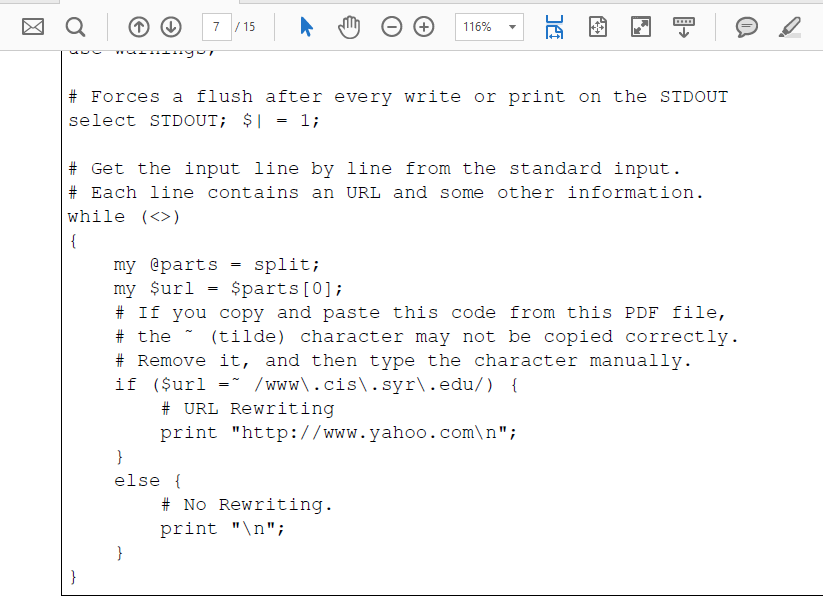 7 / 15
116%
use warnings;
# Forces a flush after every write or print on the STDOUT
select STDOUT; $| = 1;
# Get the input line by line from the standard input.
# Each line contains an URL and some other information.
while (<>)
{
my @parts = split;
my $url = $parts[0];
# If you copy and paste this code from this PDF file,
# the ~ (tilde) character may not be copied correctly.
# Remove it, and then type the character manually.
if ($url =~ /www\.cis\.syr\.edu/) {
# URL Rewriting
print "http://www.yahoo.com\n";
}
else {
# No Rewriting.
print "\n";
}
}